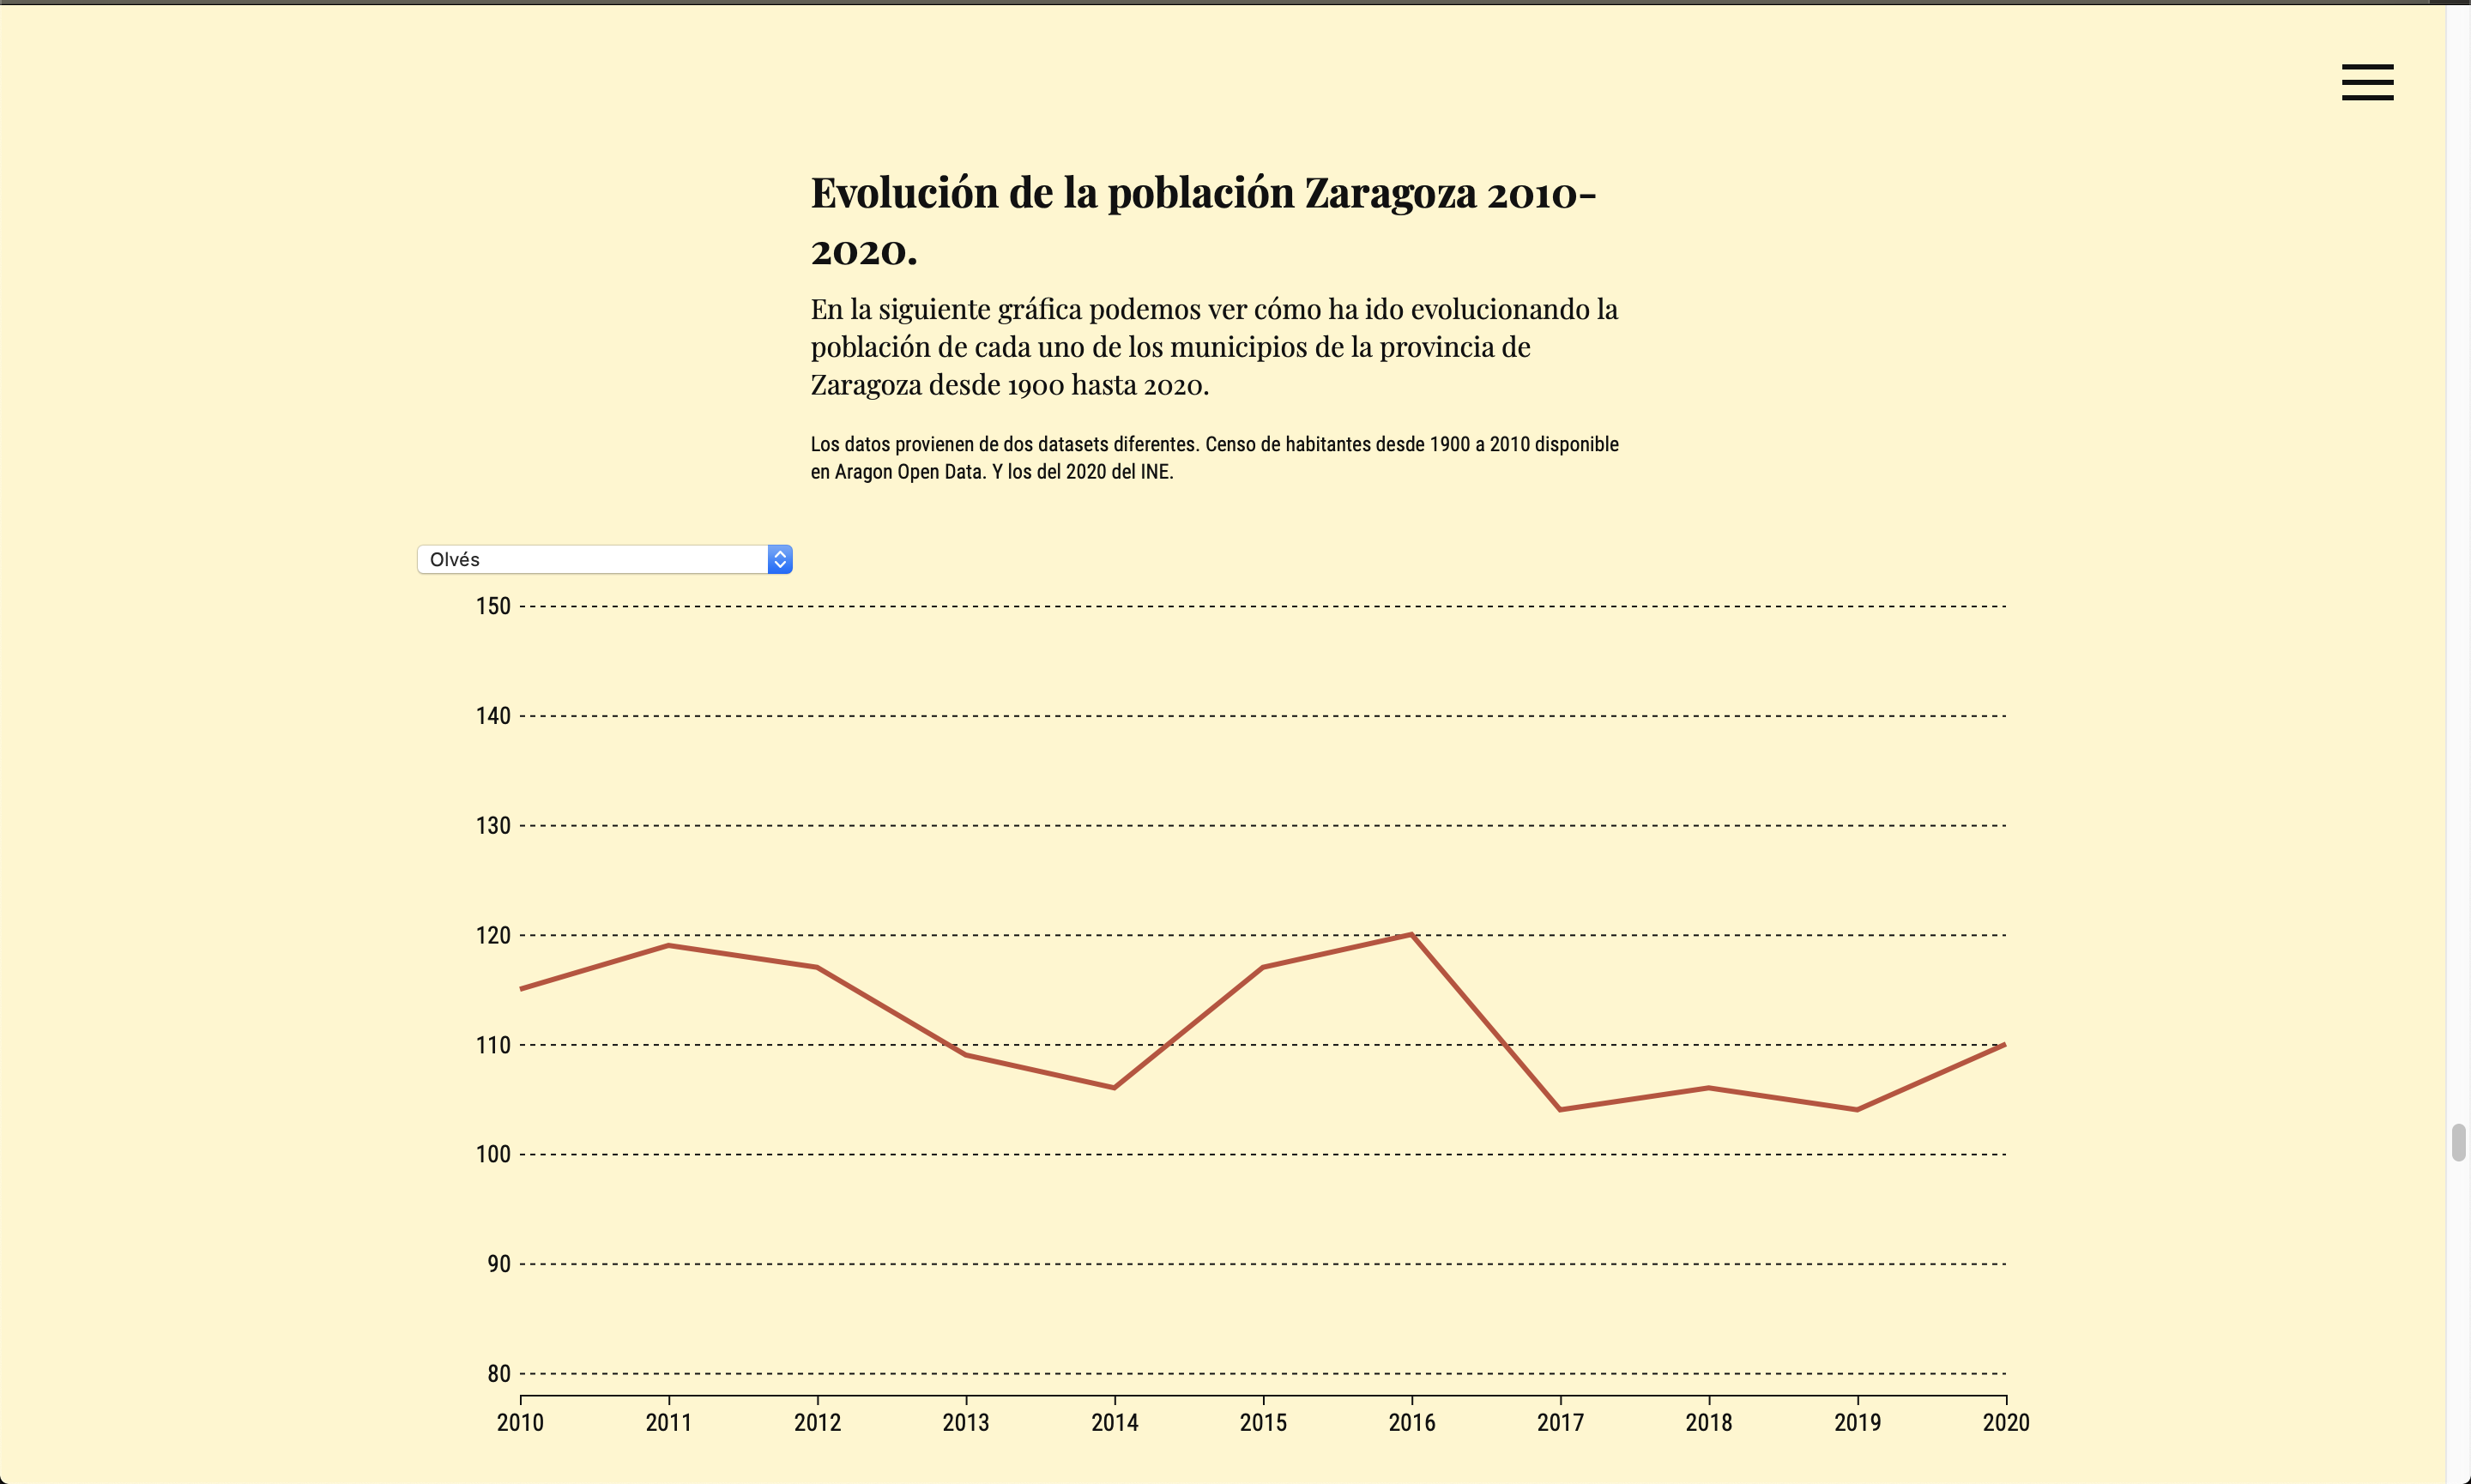 Evolución de la población Zaragoza 2010-
2020.
En la siguiente gráfica podemos ver cómo ha ido evolucionando la
población de cada uno de los municipios de la provincia de
Zaragoza desde 1900 hasta 2020.
Los datos provienen de dos datasets diferentes. Censo de habitantes desde 1900 a 2010 disponible
en Aragon Open Data. Y los del 2020 del INE.
Olvés
150
140
130
120
110
100
90
80
2010 2011 2012 2013 2014 2015 2016 2017 2018 2019 2020